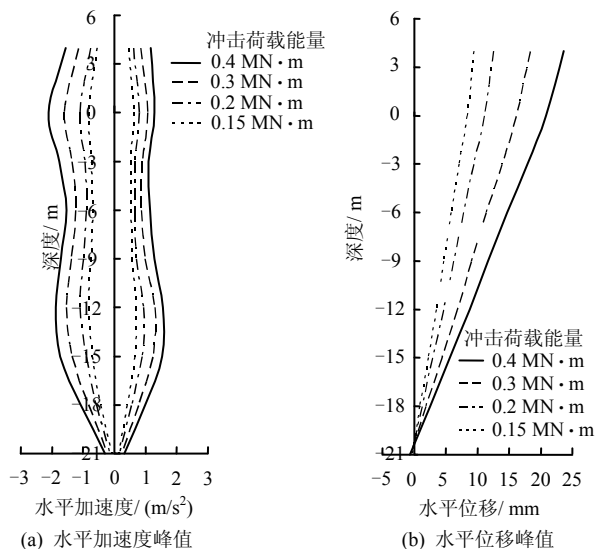 6
3
0
−3
−6
−9
−12
−15
−18
−21
深度/ m
冲击荷载能量
0.4 MN·m
0.3 MN·m
0.2 MN·m
0.15 MN·m
−3 −2 −1 0 1 2 3
水平加速度/ (m/s²)
(a) 水平加速度峰值
6
3
0
−3
−6
−9
−12
−15
−18
−21
深度/ m
冲击荷载能量
0.4 MN·m
0.3 MN·m
0.2 MN·m
0.15 MN·m
0 5 10 15 20 25
水平位移/ mm
(b) 水平位移峰值